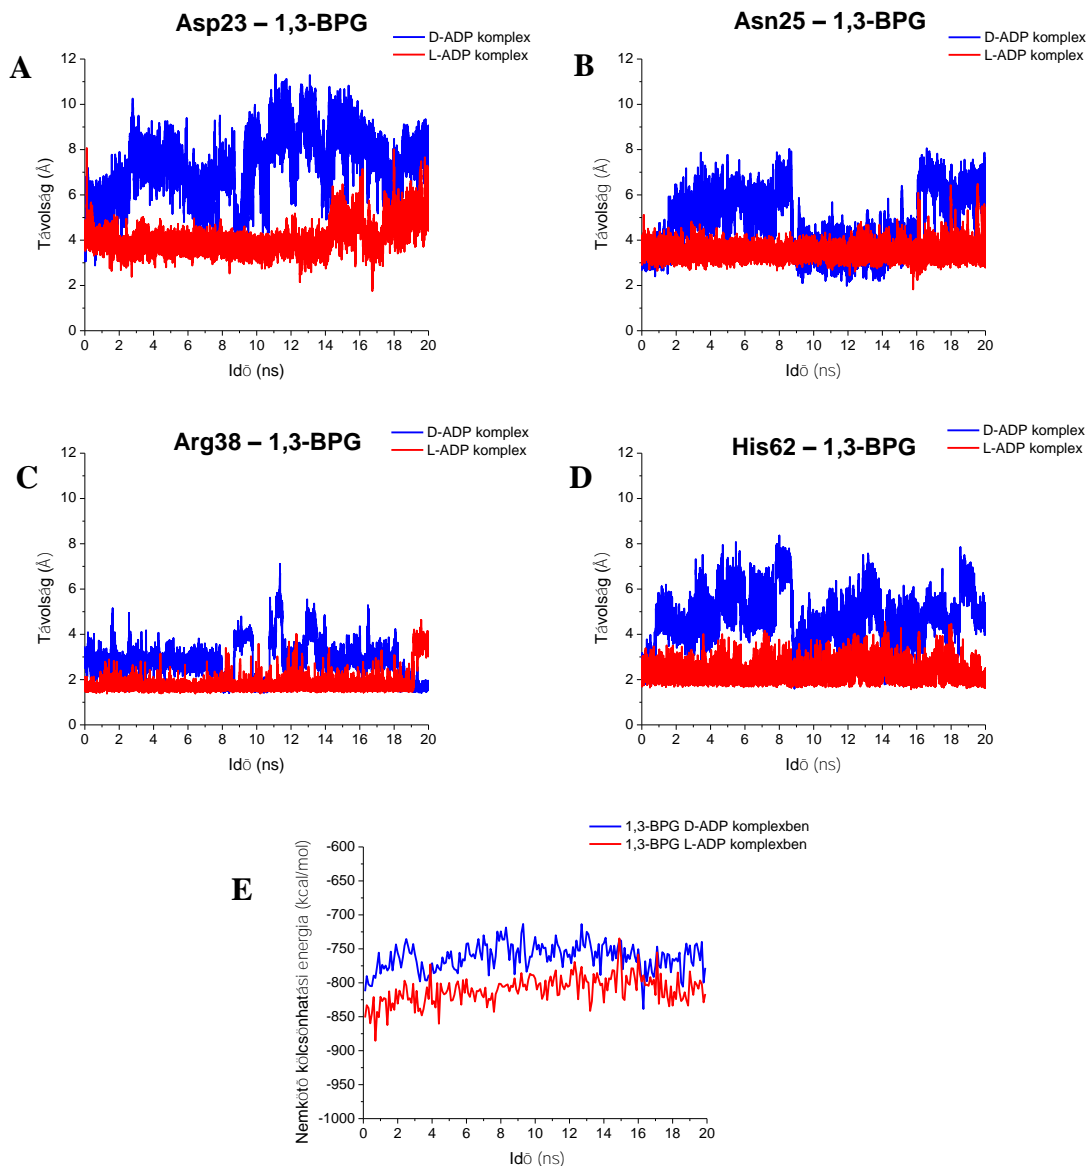 Asp23 – 1,3-BPG
A
D-ADP komplex
L-ADP komplex
12
10
8
6
4
2
0
Távolság (Å)
0 2 4 6 8 10 12 14 16 18 20
Idő (ns)
Asn25 – 1,3-BPG
B
D-ADP komplex
L-ADP komplex
12
10
8
6
4
2
0
Távolság (Å)
0 2 4 6 8 10 12 14 16 18 20
Idő (ns)
Arg38 – 1,3-BPG
C
D-ADP komplex
L-ADP komplex
12
10
8
6
4
2
0
Távolság (Å)
0 2 4 6 8 10 12 14 16 18 20
Idő (ns)
His62 – 1,3-BPG
D
D-ADP komplex
L-ADP komplex
12
10
8
6
4
2
0
Távolság (Å)
0 2 4 6 8 10 12 14 16 18 20
Idő (ns)
E
1,3-BPG D-ADP komplexben
1,3-BPG L-ADP komplexben
-600
-650
-700
-750
-800
-850
-900
-950
-1000
Nemkötő kölcsönhatási energia (kcal/mol)
0 2 4 6 8 10 12 14 16 18 20
Idő (ns)